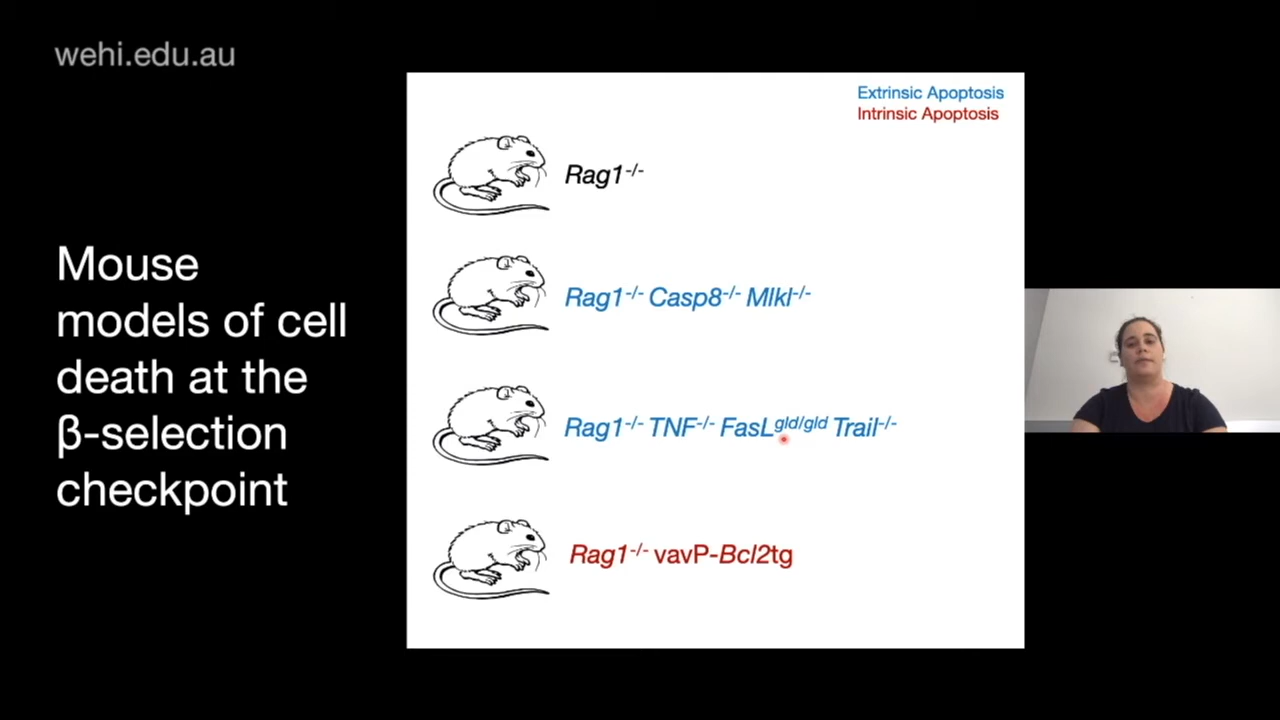 wehi.edu.au
Mouse
models of cell
death at the
β-selection
checkpoint
Extrinsic Apoptosis
Intrinsic Apoptosis
Rag1-/-
Rag1-/- Casp8-/- Mlkl-/-
Rag1-/- TNF-/- FasLgld/gld Trail-/-
Rag1-/- vavP-Bcl2tg